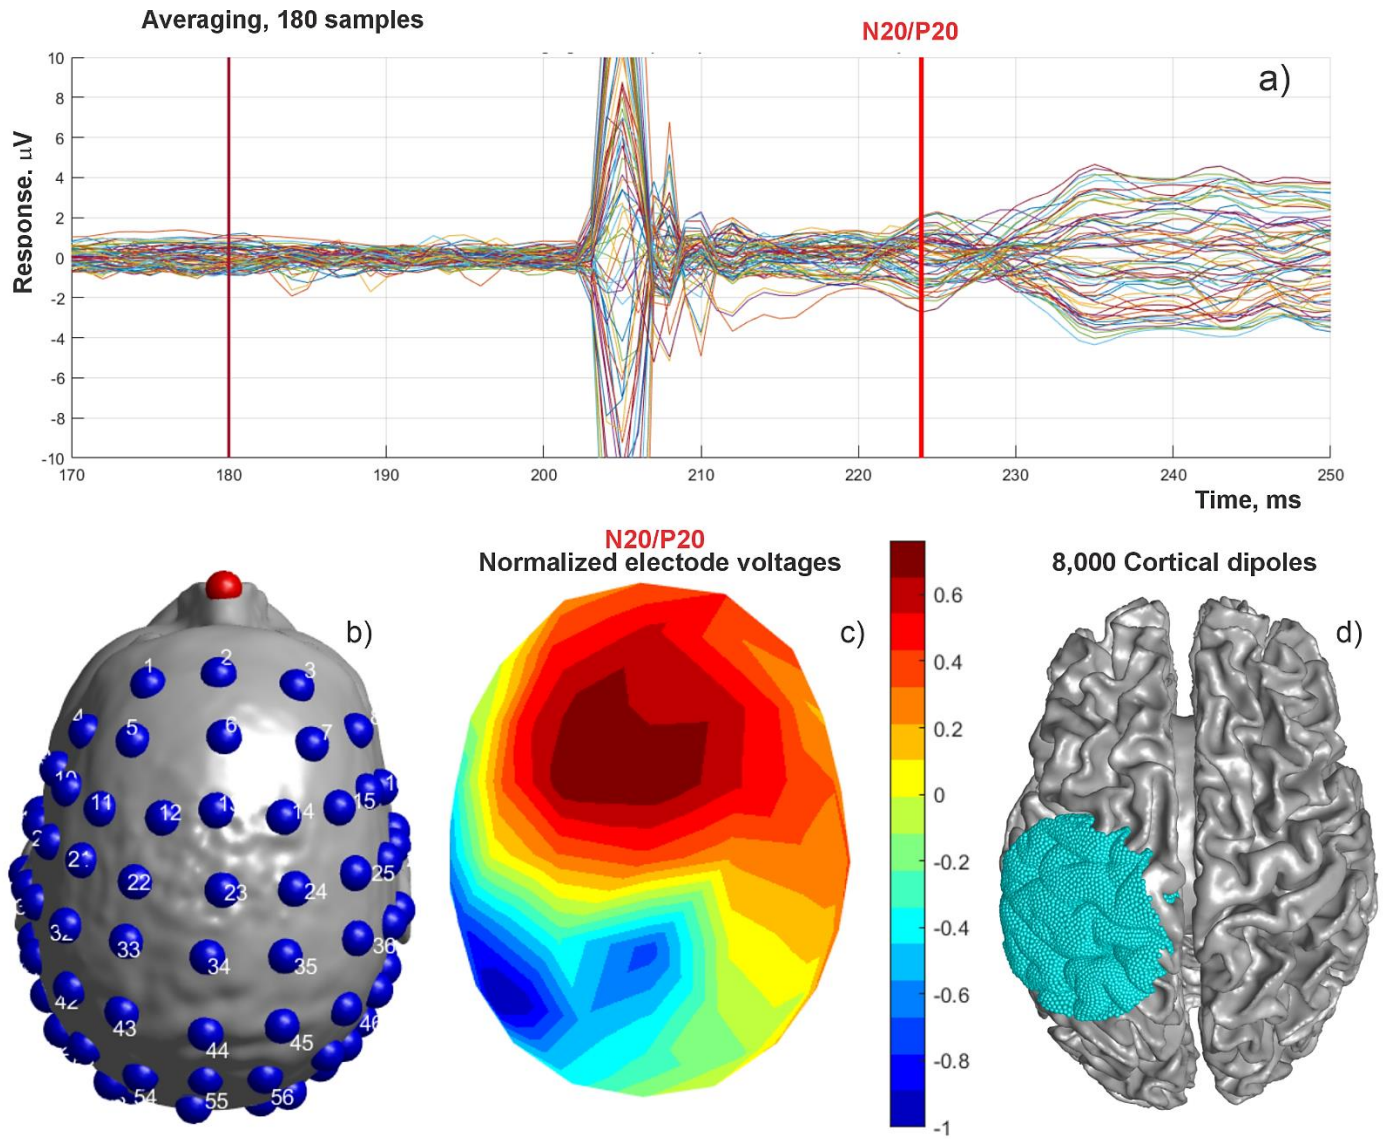 Averaging, 180 samples
N20/P20
a)
10
8
6
4
2
0
-2
-4
-6
-8
-10
Response. μV
170 180 190 200 210 220 230 240 250
Time, ms
N20/P20
Normalized electode voltages
8,000 Cortical dipoles
b)
c)
d)
1 2 3
4 5 6 7
11 12 14 15
22 23 24 25
32 33 34 35 36
42 43 44 45 46
54 55 56
0.6
0.4
0.2
0
-0.2
-0.4
-0.6
-0.8
-1